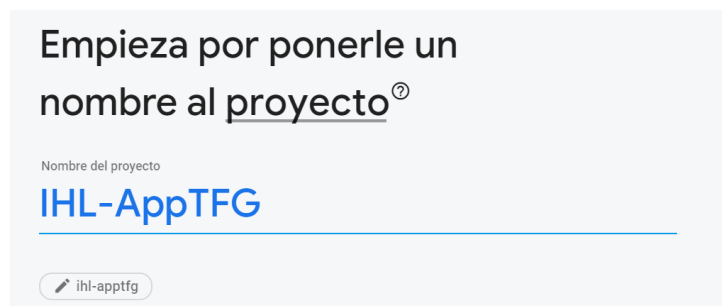 Empieza por ponerle un
nombre al proyecto
Nombre del proyecto
IHL-AppTFG
ihl-apptfg